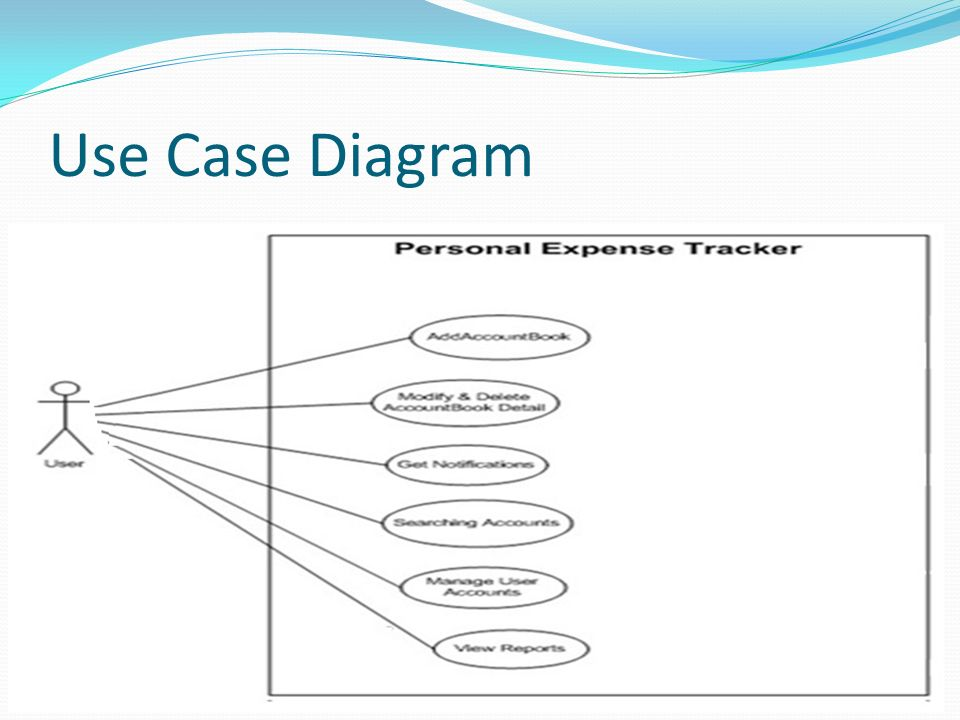 Use Case Diagram
Personal Expense Tracker
AddAccountBook
Modify & Delete
AccountBook Detail
User
Get Notifications
Searching Accounts
Manage User
Accounts
View Reports